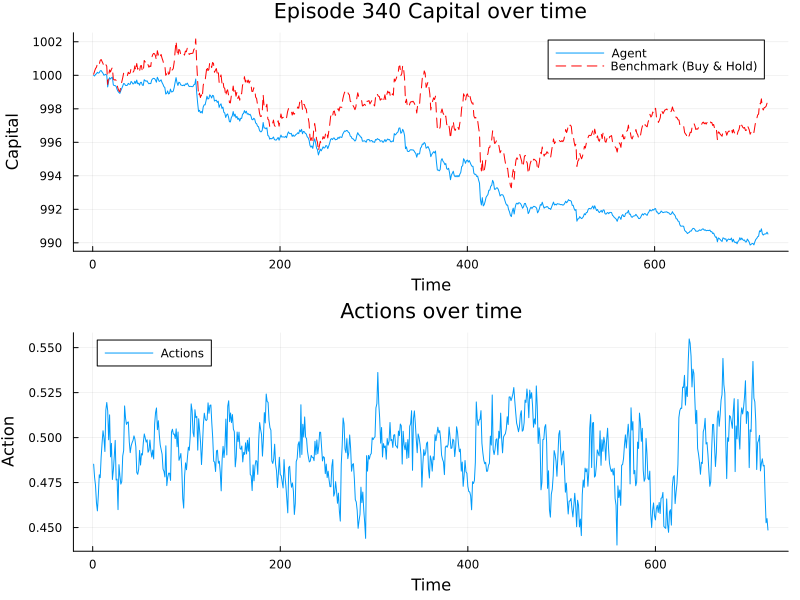 Episode 340 Capital over time
Capital
1002
1000
998
996
994
992
990
Agent
Benchmark (Buy & Hold)
0
200
400
600
Time
Actions over time
Action
0.550
0.525
0.500
0.475
0.450
Actions
0
200
400
600
Time